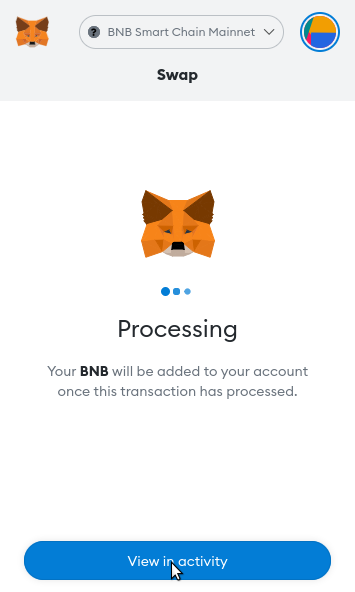 BNB Smart Chain Mainnet
Swap
Processing
Your BNB will be added to your account
once this transaction has processed.
View in activity